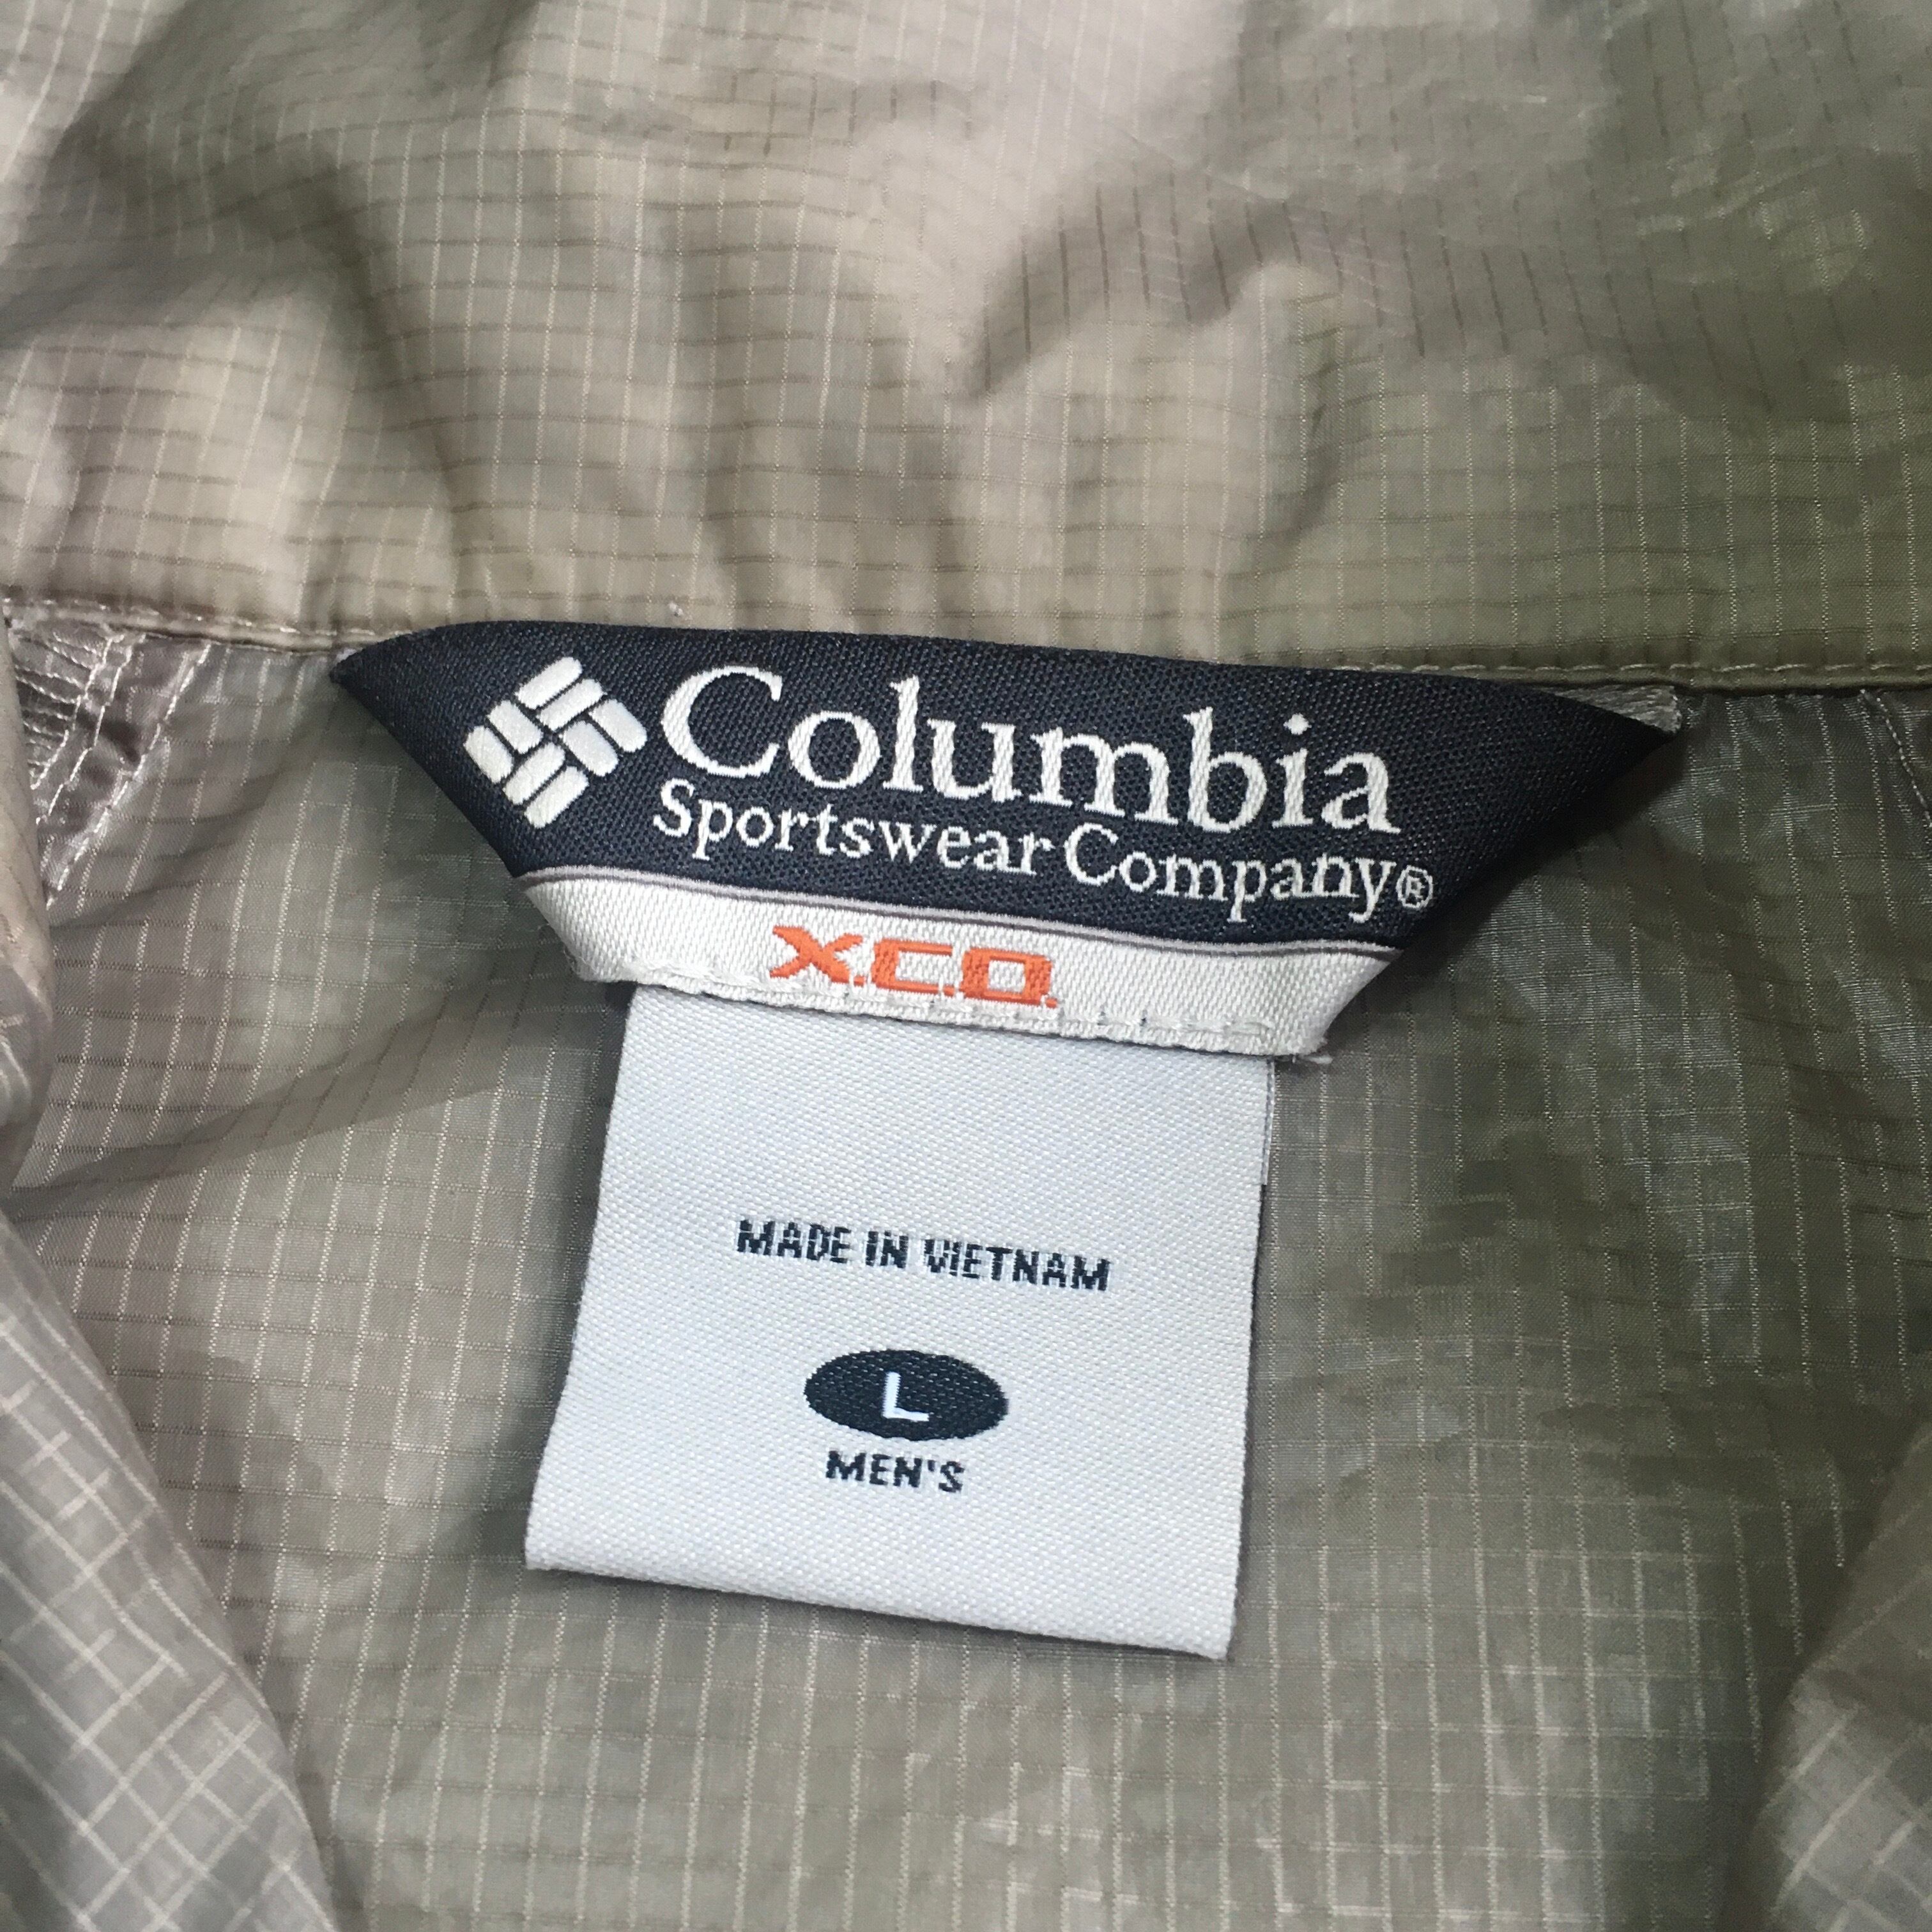 Columbia
Sportswear Company®
X.C.O.
MADE IN VIETNAM
L
MEN'S